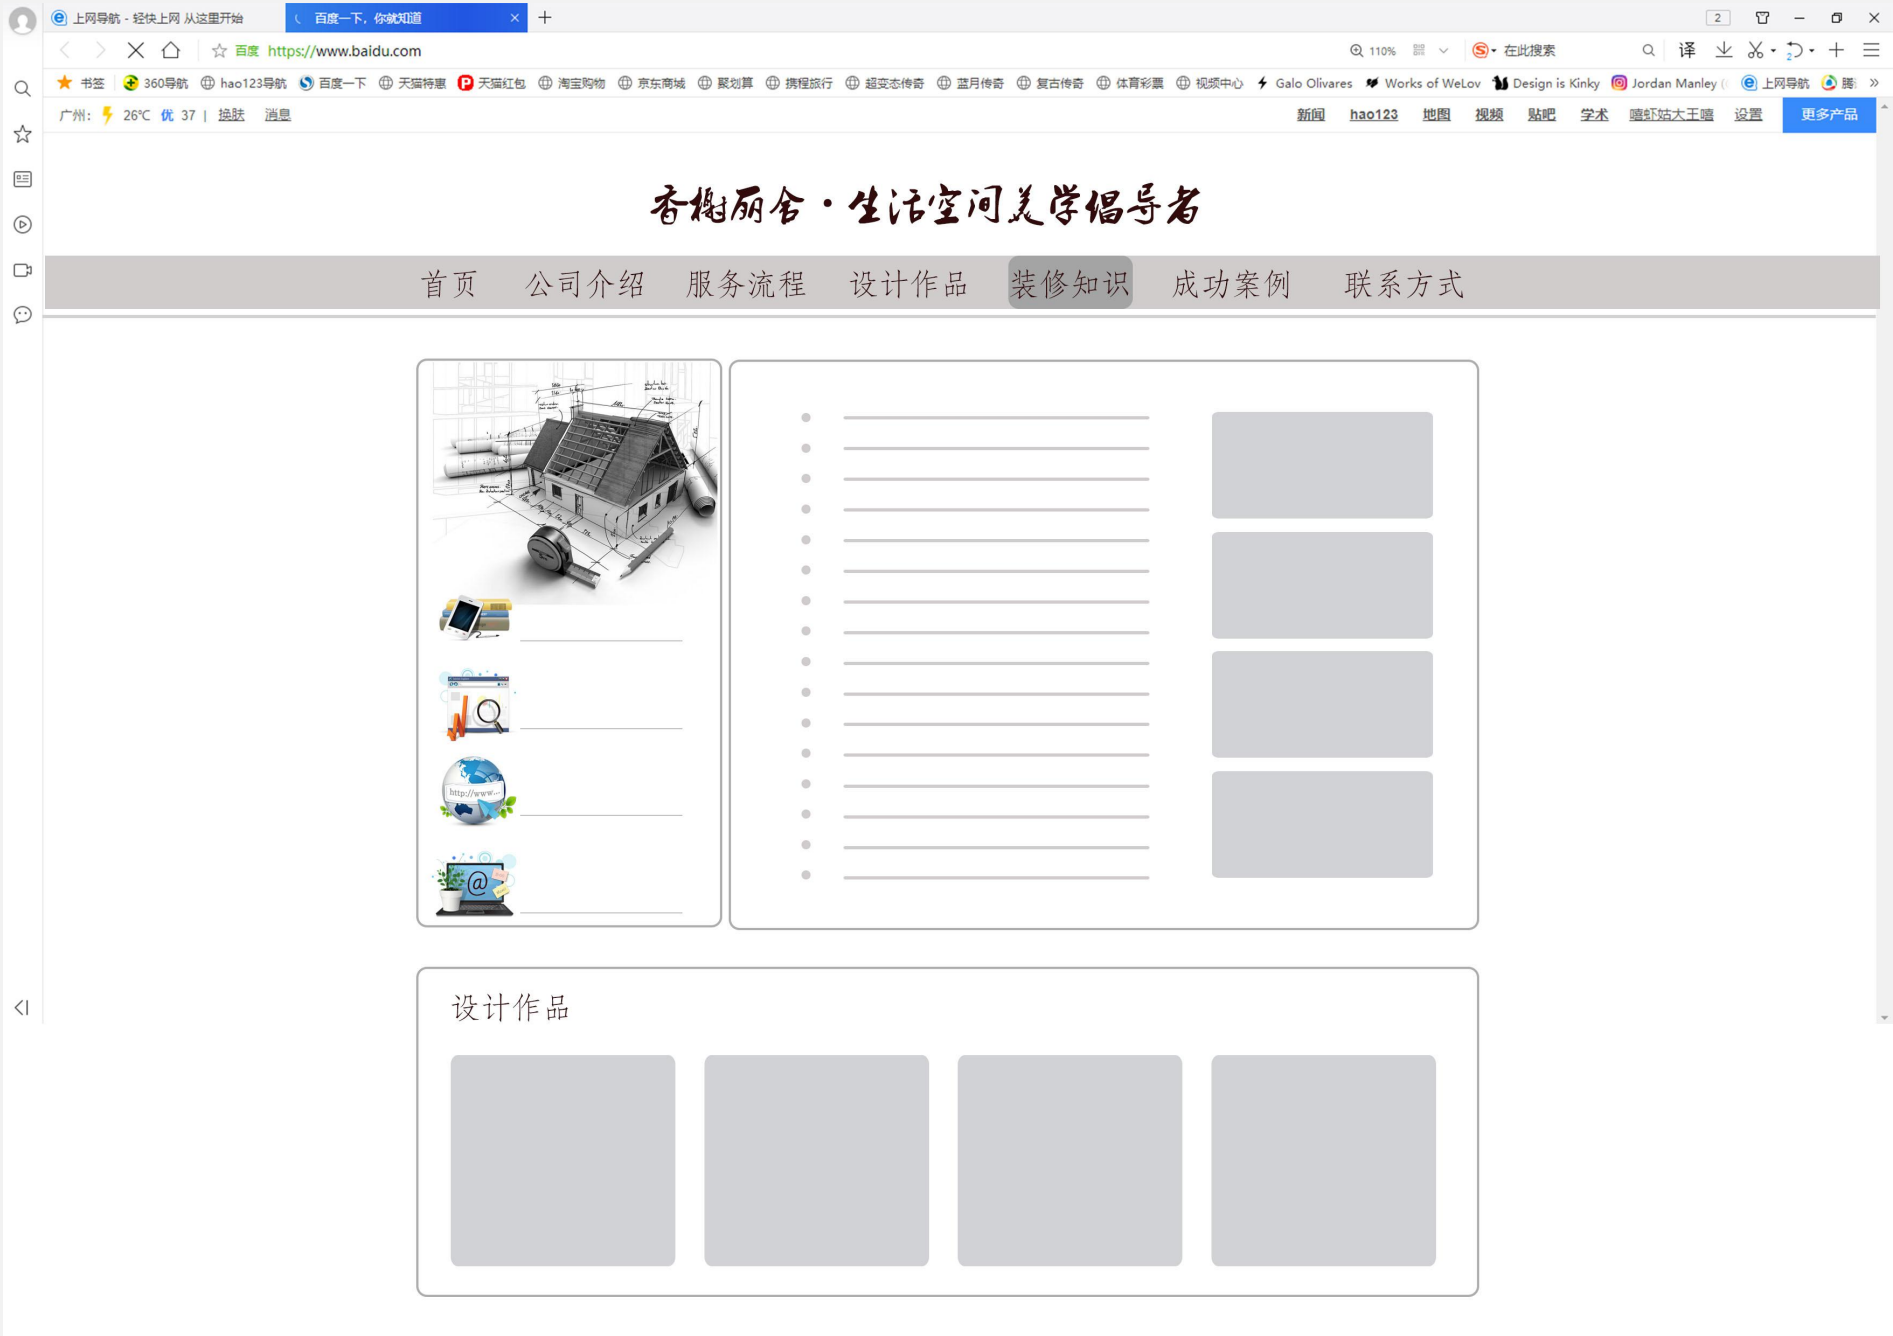 上网导航 - 轻快上网 从这里开始
百度一下，你就知道
2
百度 https://www.baidu.com
110%
在此搜索
译
书签 360导航 hao123导航 百度一下 天猫特惠 天猫红包 淘宝购物 京东商城 聚划算 携程旅行 超变态传奇 蓝月传奇 复古传奇 体育彩票 视频中心 Galo Olivares Works of WeLov Design is Kinky Jordan Manley ( 上网导航 腾
广州： 26℃ 优 37 | 换肤 消息
新闻 hao123 地图 视频 贴吧 学术 嘻虾姑大王嘻 设置 更多产品
香榭丽舍·生活空间美学倡导者
首页 公司介绍 服务流程 设计作品 装修知识 成功案例 联系方式
http://www...
@
设计作品